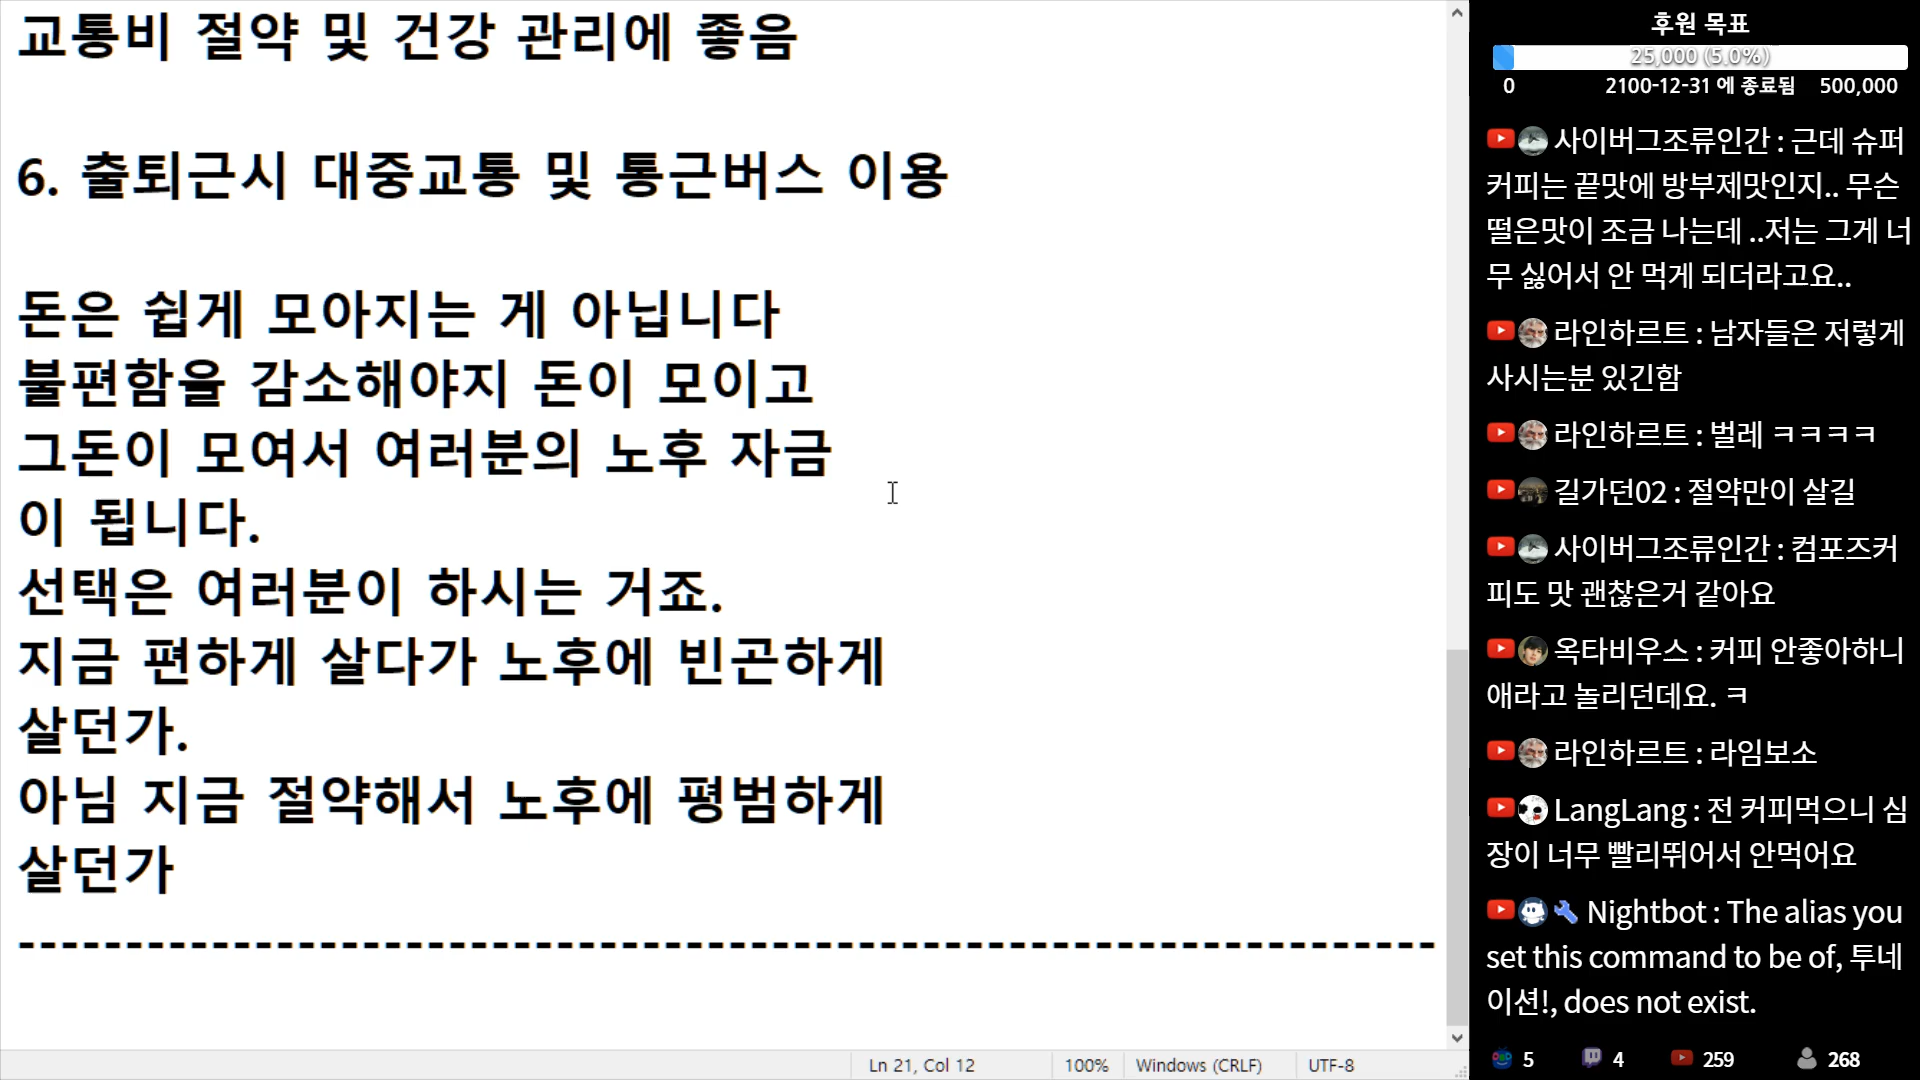 교통비 절약 및 건강 관리에 좋음
6. 출퇴근시 대중교통 및 통근버스 이용
돈은 쉽게 모아지는 게 아닙니다
불편함을 감소해야지 돈이 모이고
그돈이 모여서 여러분의 노후 자금
이 됩니다.
선택은 여러분이 하시는 거죠.
지금 편하게 살다가 노후에 빈곤하게
살던가.
아님 지금 절약해서 노후에 평범하게
살던가
------------------------------------------------------------------
Ln 21, Col 12
100%
Windows (CRLF)
UTF-8
후원 목표
25,000 (5.0%)
0
2100-12-31 에 종료됨
500,000
사이버그조류인간 : 근데 슈퍼
커피는 끝맛에 방부제맛인지.. 무슨
떨은맛이 조금 나는데 ..저는 그게 너
무 싫어서 안 먹게 되더라고요..
라인하르트 : 남자들은 저렇게
사시는분 있긴함
라인하르트 : 벌레 ㅋㅋㅋㅋ
길가던02 : 절약만이 살길
사이버그조류인간 : 컴포즈커
피도 맛 괜찮은거 같아요
옥타비우스 : 커피 안좋아하니
애라고 놀리던데요. ㅋ
라인하르트 : 라임보소
LangLang : 전 커피먹으니 심
장이 너무 빨리뛰어서 안먹어요
Nightbot : The alias you
set this command to be of, 투네
이션!, does not exist.
5
4
259
268